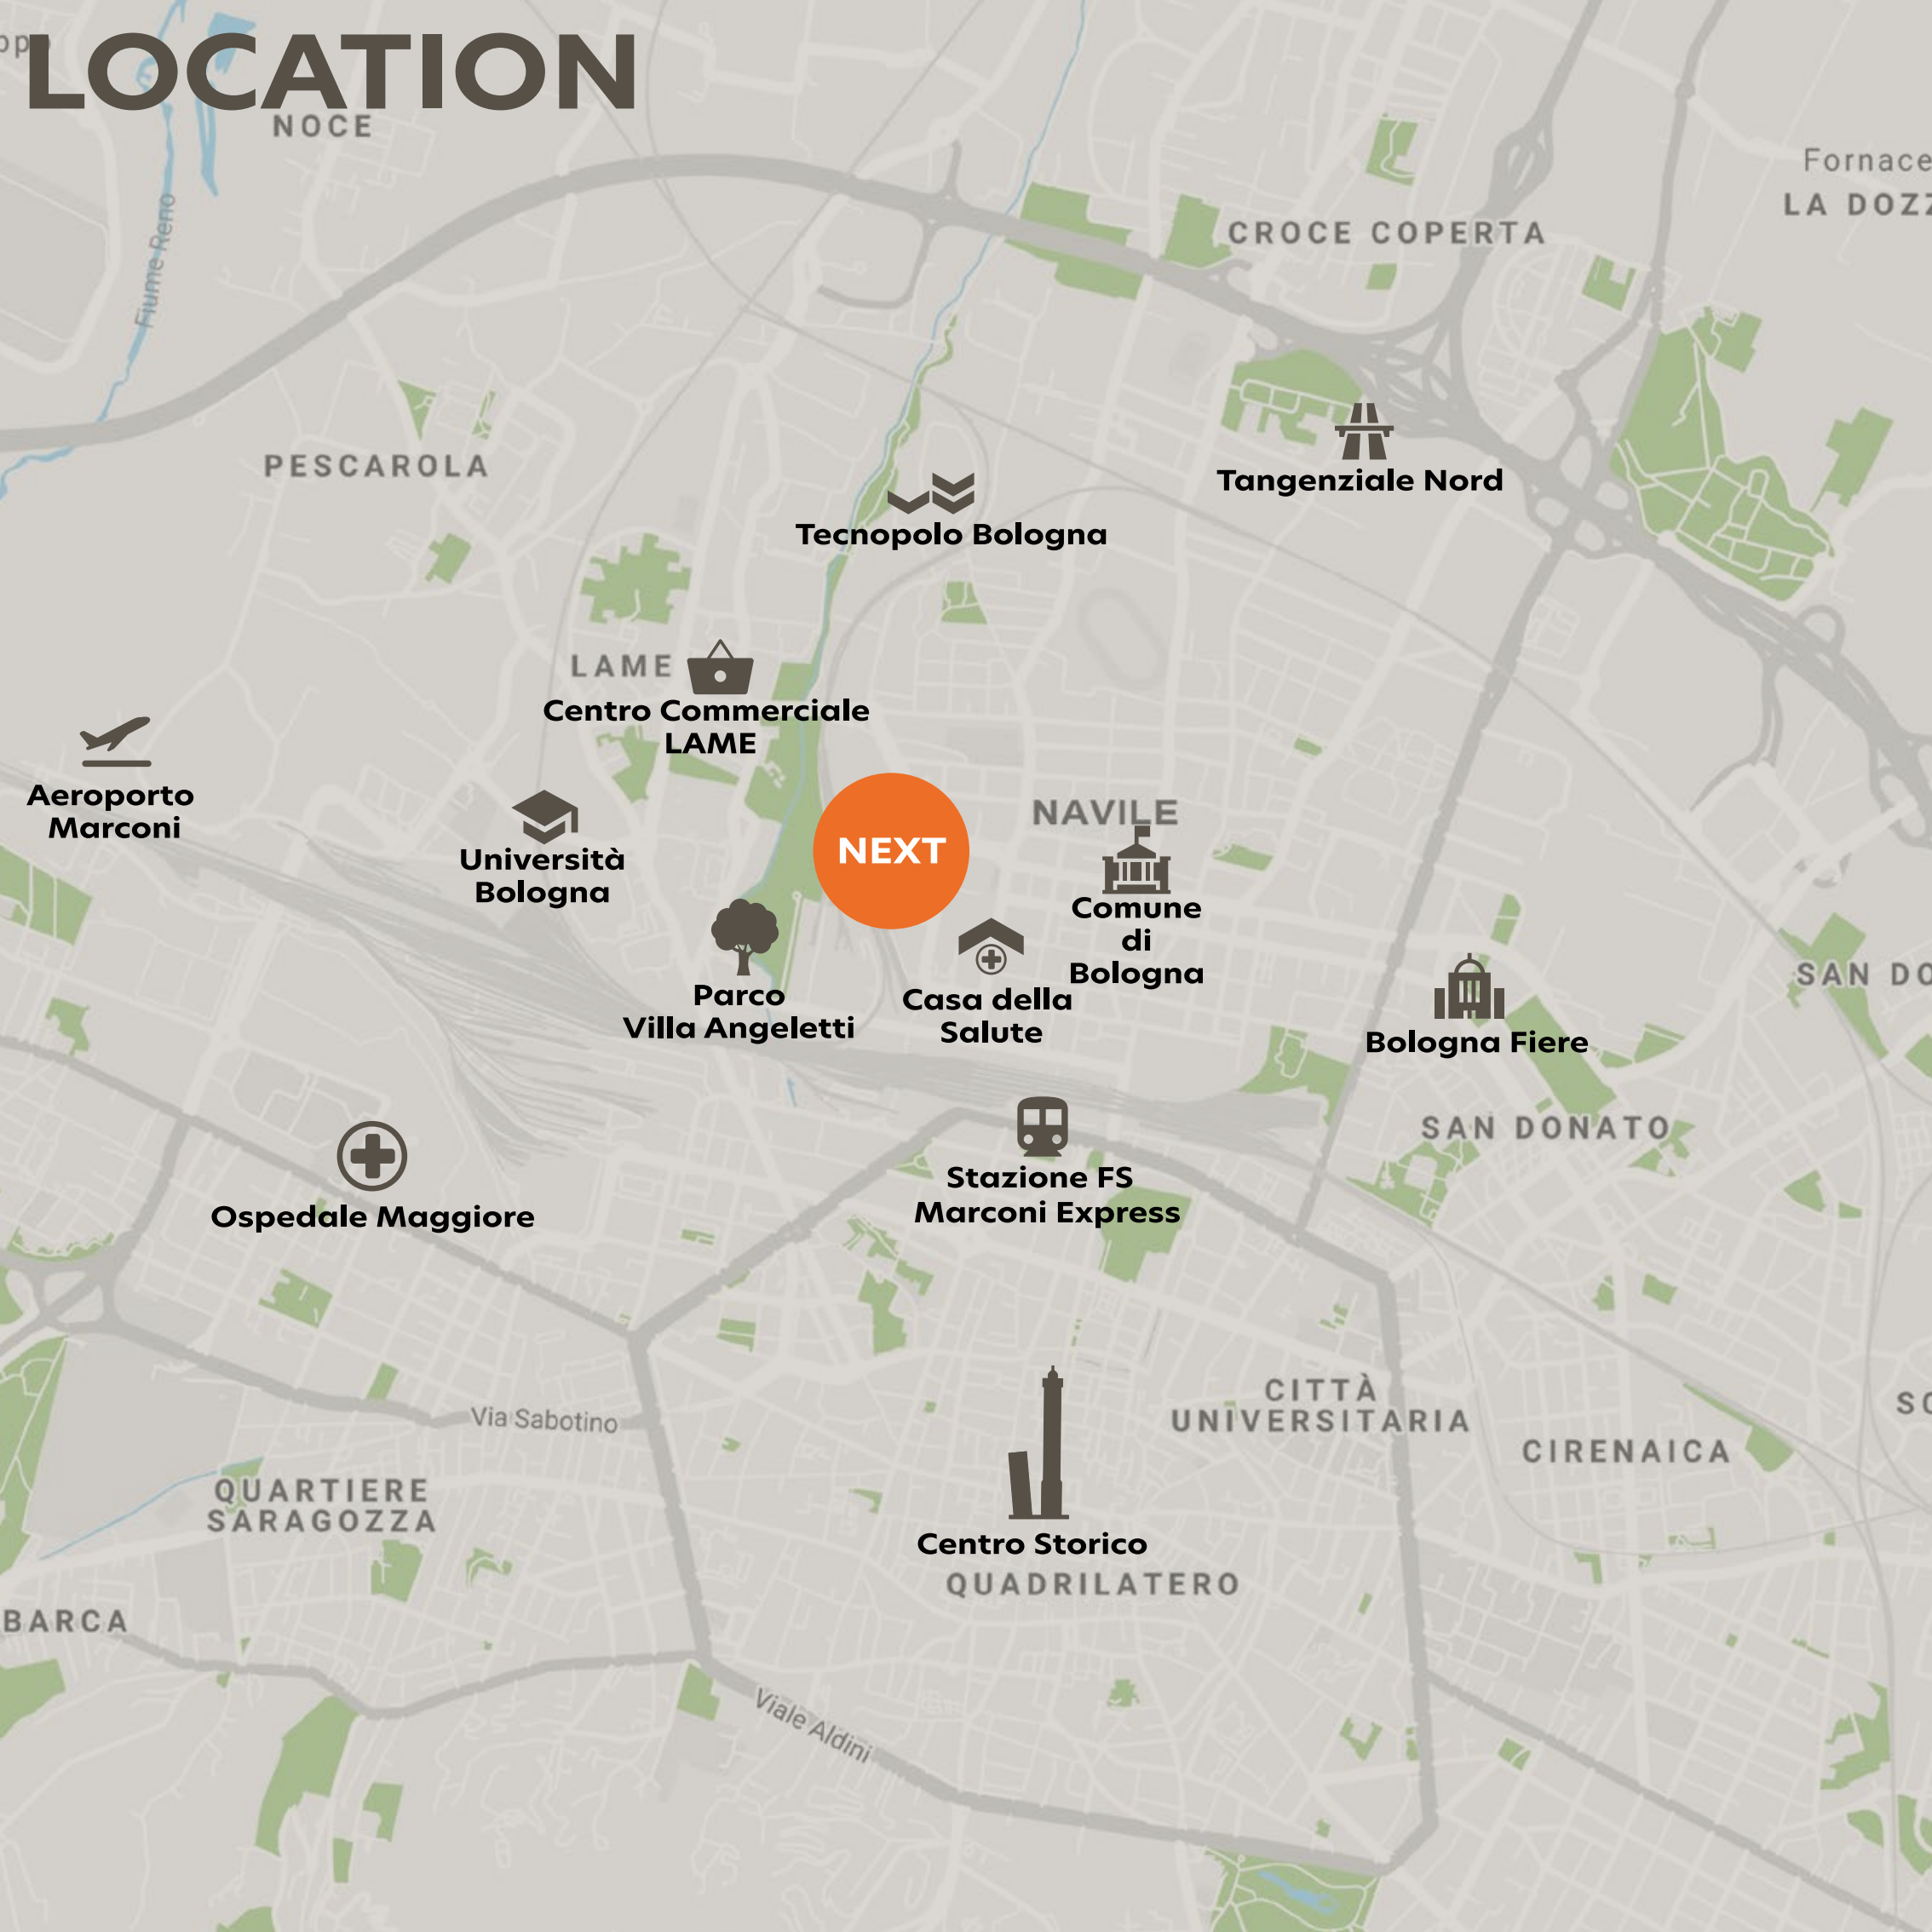 LOCATION
NOCE
Fiume Reno
Fornace
LA DOZZ
CROCE COPERTA
PESCAROLA
Tangenziale Nord
Tecnopolo Bologna
LAME
Centro Commerciale
LAME
Aeroporto
Marconi
Università
Bologna
NEXT
NAVILE
Comune
di
Bologna
Parco
Villa Angeletti
Casa della
Salute
Bologna Fiere
SAN DO
SAN DONATO
Stazione FS
Marconi Express
Ospedale Maggiore
Via Sabotino
CITTÀ
UNIVERSITARIA
CIRENAICA
QUARTIERE
SARAGOZZA
Centro Storico
QUADRILATERO
BARCA
Viale Aldini